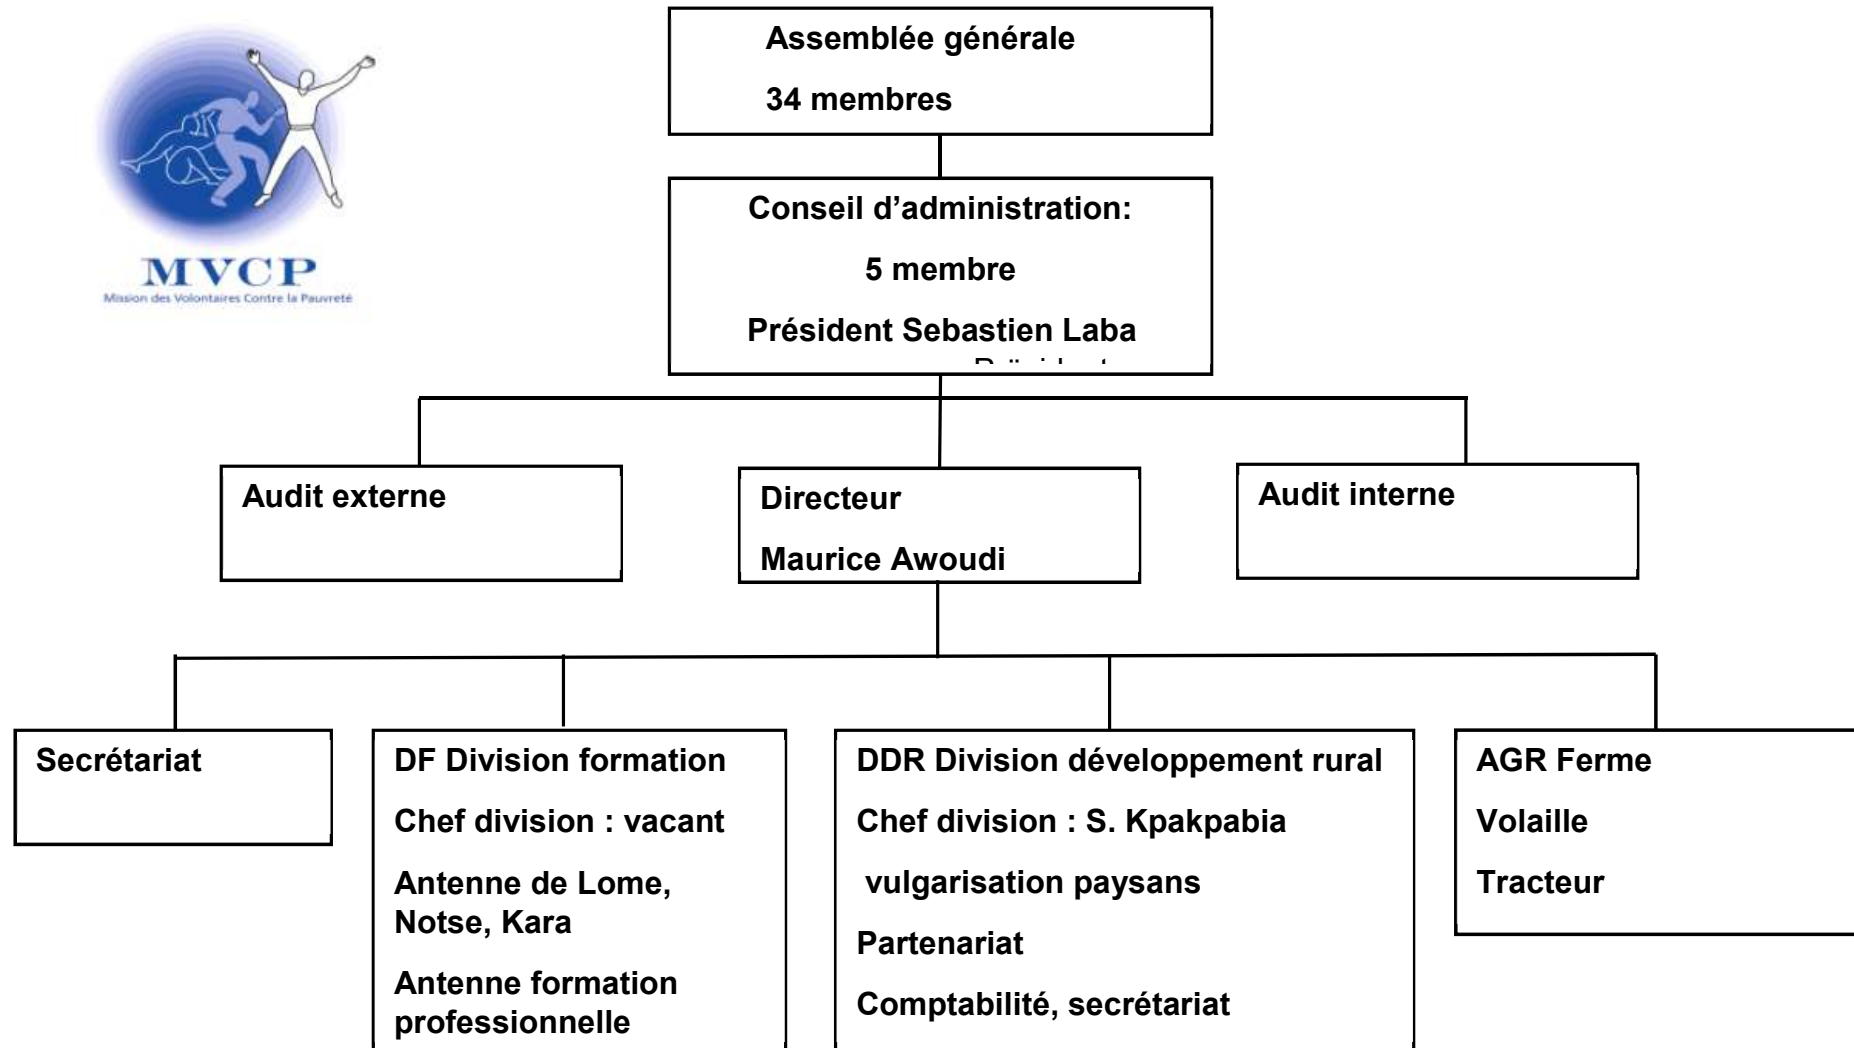 MVCP
Mission des Volontaires Contre la Pauvreté
Assemblée générale
34 membres
Conseil d’administration:
5 membre
Président Sebastien Laba
Audit externe
Directeur
Maurice Awoudi
Audit interne
Secrétariat
DF Division formation
Chef division : vacant
Antenne de Lome,
Notse, Kara
Antenne formation
professionnelle
DDR Division développement rural
Chef division : S. Kpakpabia
vulgarisation paysans
Partenariat
Comptabilité, secrétariat
AGR Ferme
Volaille
Tracteur